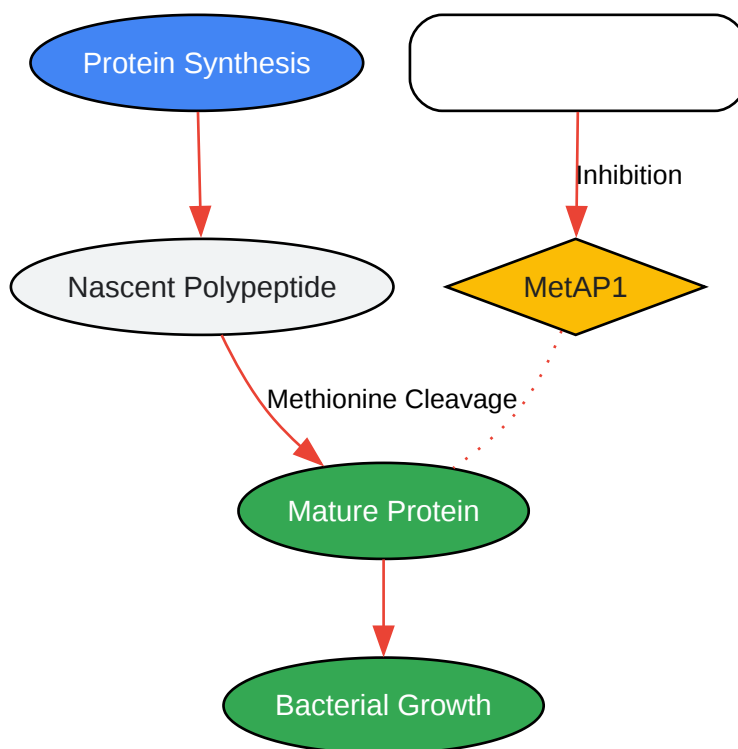 Protein Synthesis
Inhibition
Nascent Polypeptide
MetAP1
Methionine Cleavage
Mature Protein
Bacterial Growth